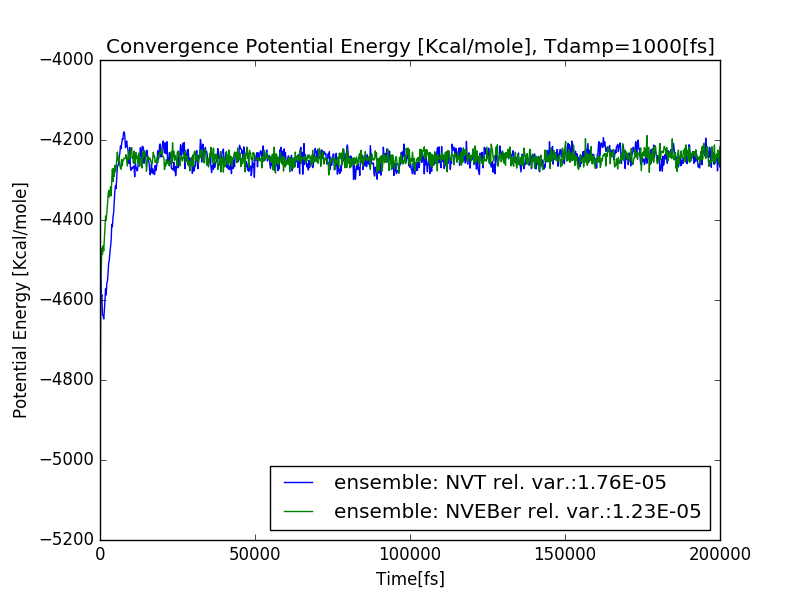 Convergence Potential Energy [Kcal/mole], Tdamp=1000[fs]
−4000
−4200
−4400
−4600
−4800
−5000
−5200
Potential Energy [Kcal/mole]
ensemble: NVT rel. var.:1.76E-05
ensemble: NVEBer rel. var.:1.23E-05
0 50000 100000 150000 200000
Time[fs]